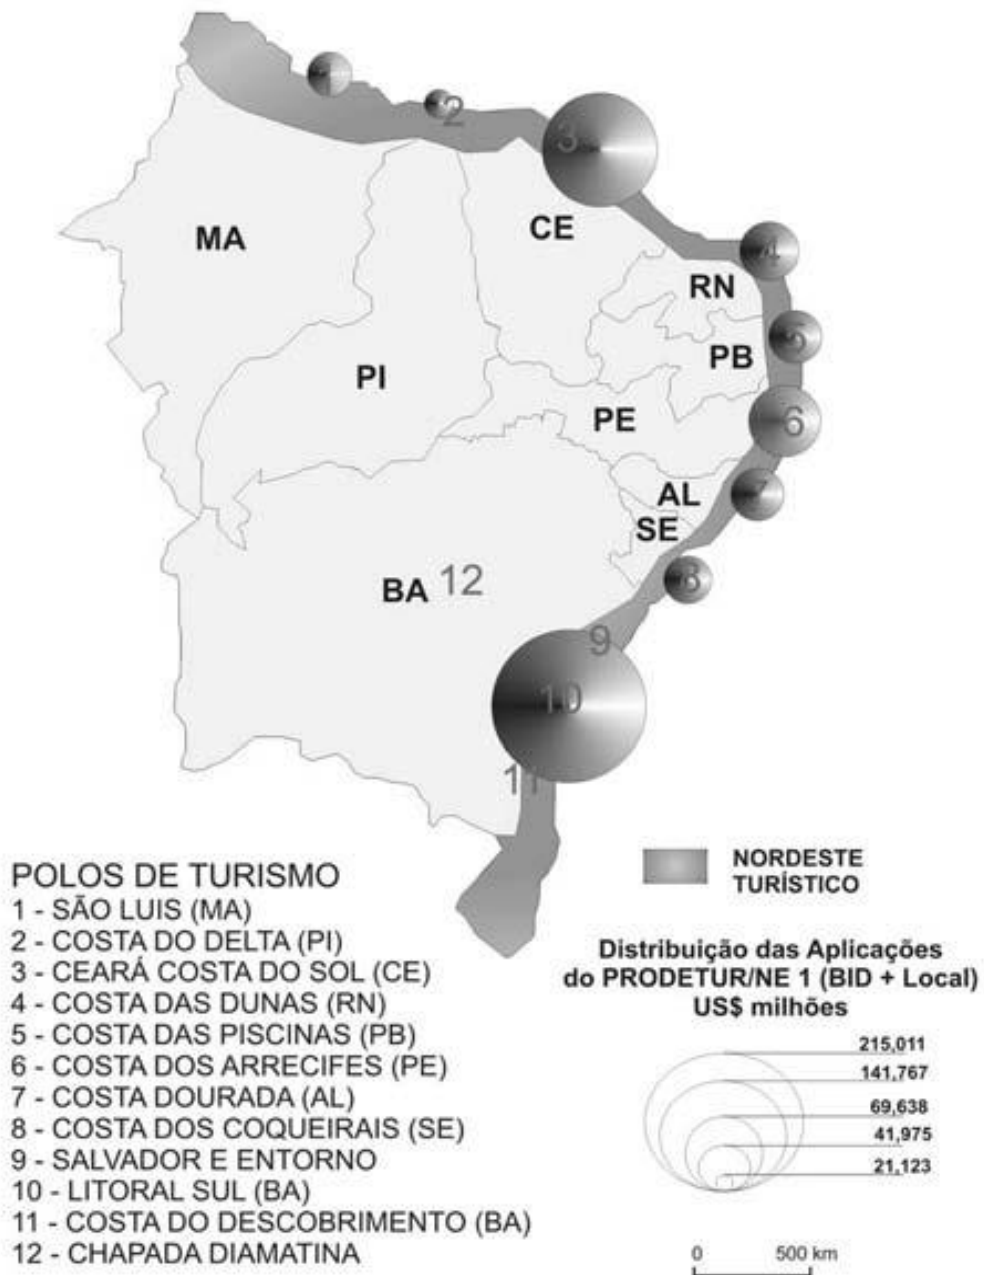 1
2
3
CE
MA
4
RN
5
PB
PI
6
PE
7
AL
SE
8
BA 12
9
10
11
POLOS DE TURISMO
1 - SÃO LUIS (MA)
2 - COSTA DO DELTA (PI)
3 - CEARÁ COSTA DO SOL (CE)
4 - COSTA DAS DUNAS (RN)
5 - COSTA DAS PISCINAS (PB)
6 - COSTA DOS ARRECIFES (PE)
7 - COSTA DOURADA (AL)
8 - COSTA DOS COQUEIRAIS (SE)
9 - SALVADOR E ENTORNO
10 - LITORAL SUL (BA)
11 - COSTA DO DESCOBRIMENTO (BA)
12 - CHAPADA DIAMATINA
NORDESTE
TURÍSTICO
Distribuição das Aplicações
do PRODETUR/NE 1 (BID + Local)
US$ milhões
215,011
141,767
69,638
41,975
21,123
0 500 km